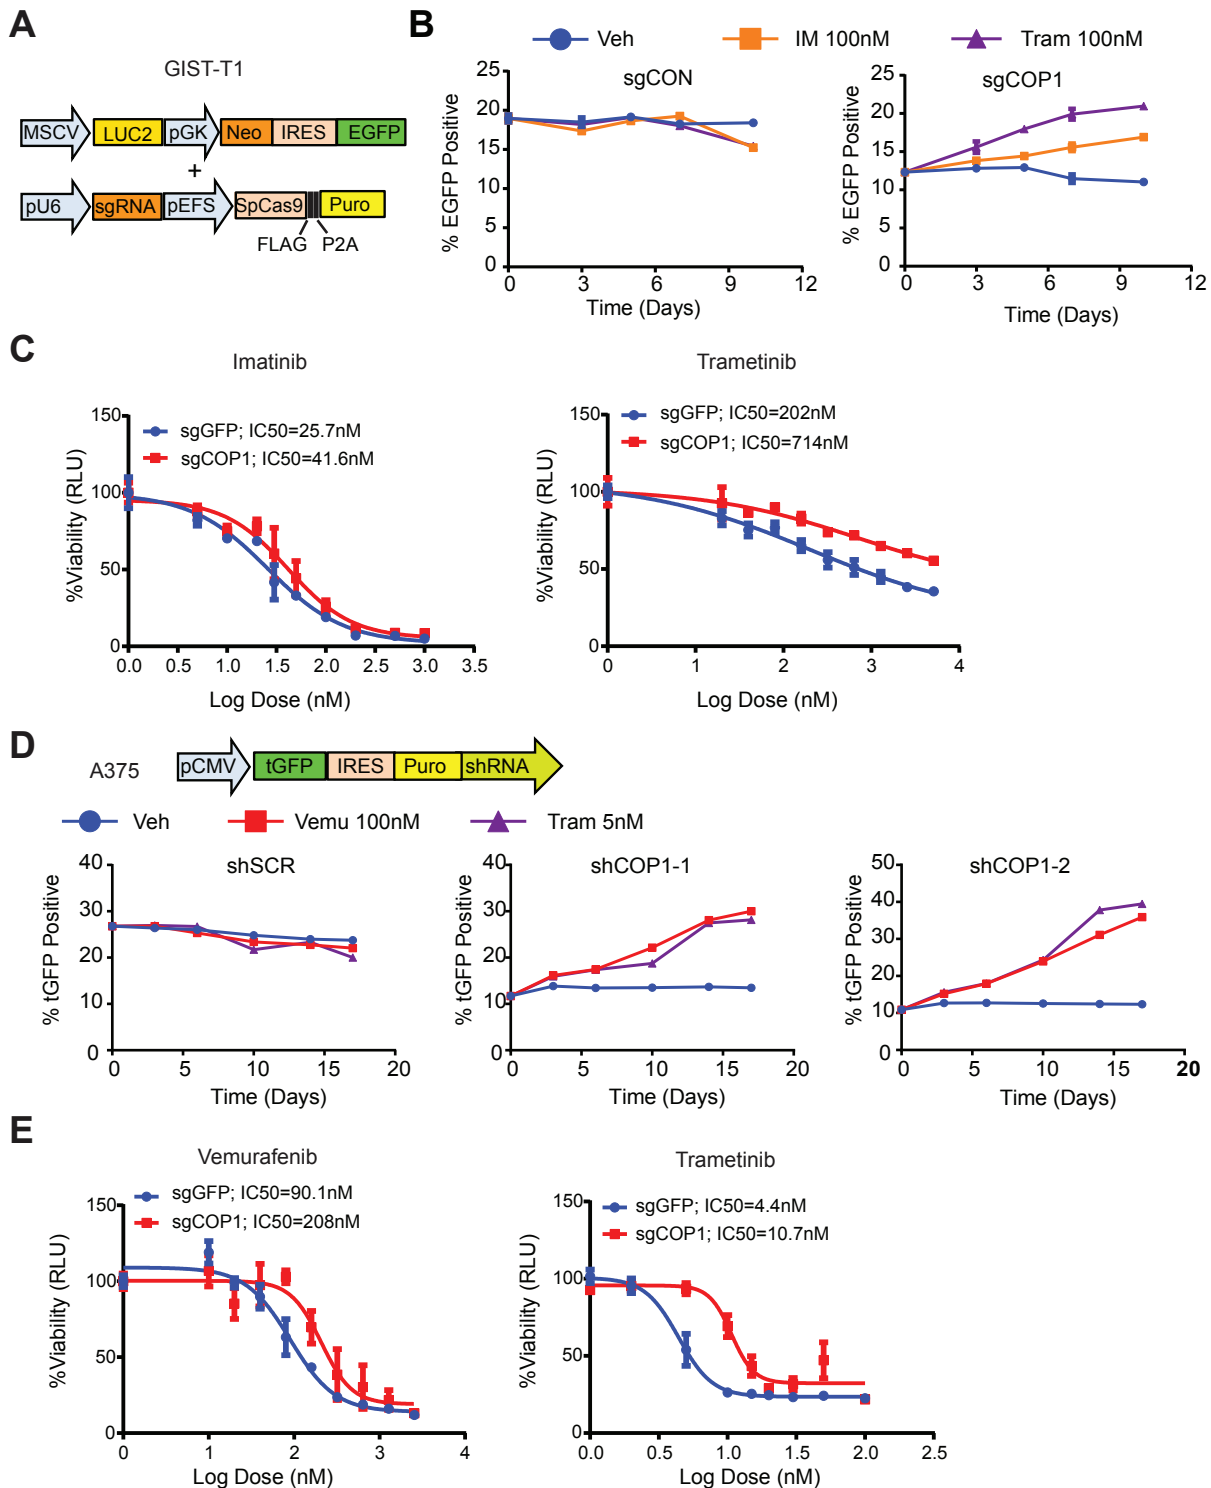 A
GIST-T1
MSCV LUC2 pGK Neo IRES EGFP
+
pU6 sgRNA pEFS SpCas9 Puro
FLAG P2A
B
Veh IM 100nM Tram 100nM
sgCON
25
20
15
10
5
0
% EGFP Positive
0 3 6 9 12
Time (Days)
sgCOP1
25
20
15
10
5
0
% EGFP Positive
0 3 6 9 12
Time (Days)
C
Imatinib
sgGFP; IC50=25.7nM
sgCOP1; IC50=41.6nM
150
100
50
0
%Viability (RLU)
0.0 0.5 1.0 1.5 2.0 2.5 3.0 3.5
Log Dose (nM)
Trametinib
sgGFP; IC50=202nM
sgCOP1; IC50=714nM
150
100
50
0
%Viability (RLU)
0 1 2 3 4
Log Dose (nM)
D
A375
pCMV tGFP IRES Puro shRNA
Veh Vemu 100nM Tram 5nM
shSCR
40
30
20
10
0
% tGFP Positive
0 5 10 15 20
Time (Days)
shCOP1-1
40
30
20
10
0
% tGFP Positive
0 5 10 15 20
Time (Days)
shCOP1-2
50
40
30
20
10
0
% tGFP Positive
0 5 10 15 20
Time (Days)
E
Vemurafenib
sgGFP; IC50=90.1nM
sgCOP1; IC50=208nM
150
100
50
0
%Viability (RLU)
0 1 2 3 4
Log Dose (nM)
Trametinib
sgGFP; IC50=4.4nM
sgCOP1; IC50=10.7nM
150
100
50
0
%Viability (RLU)
0.0 0.5 1.0 1.5 2.0 2.5
Log Dose (nM)